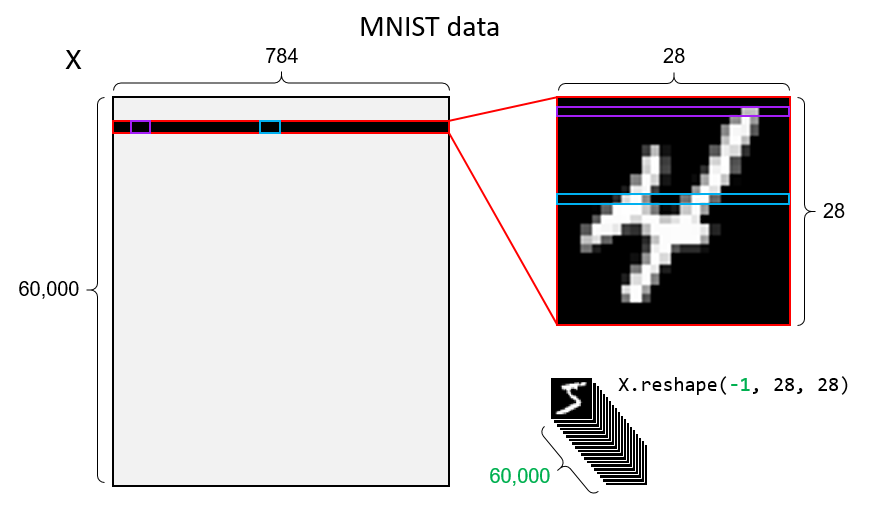 MNIST data
X
784
28
28
60,000
X.reshape(-1, 28, 28)
60,000